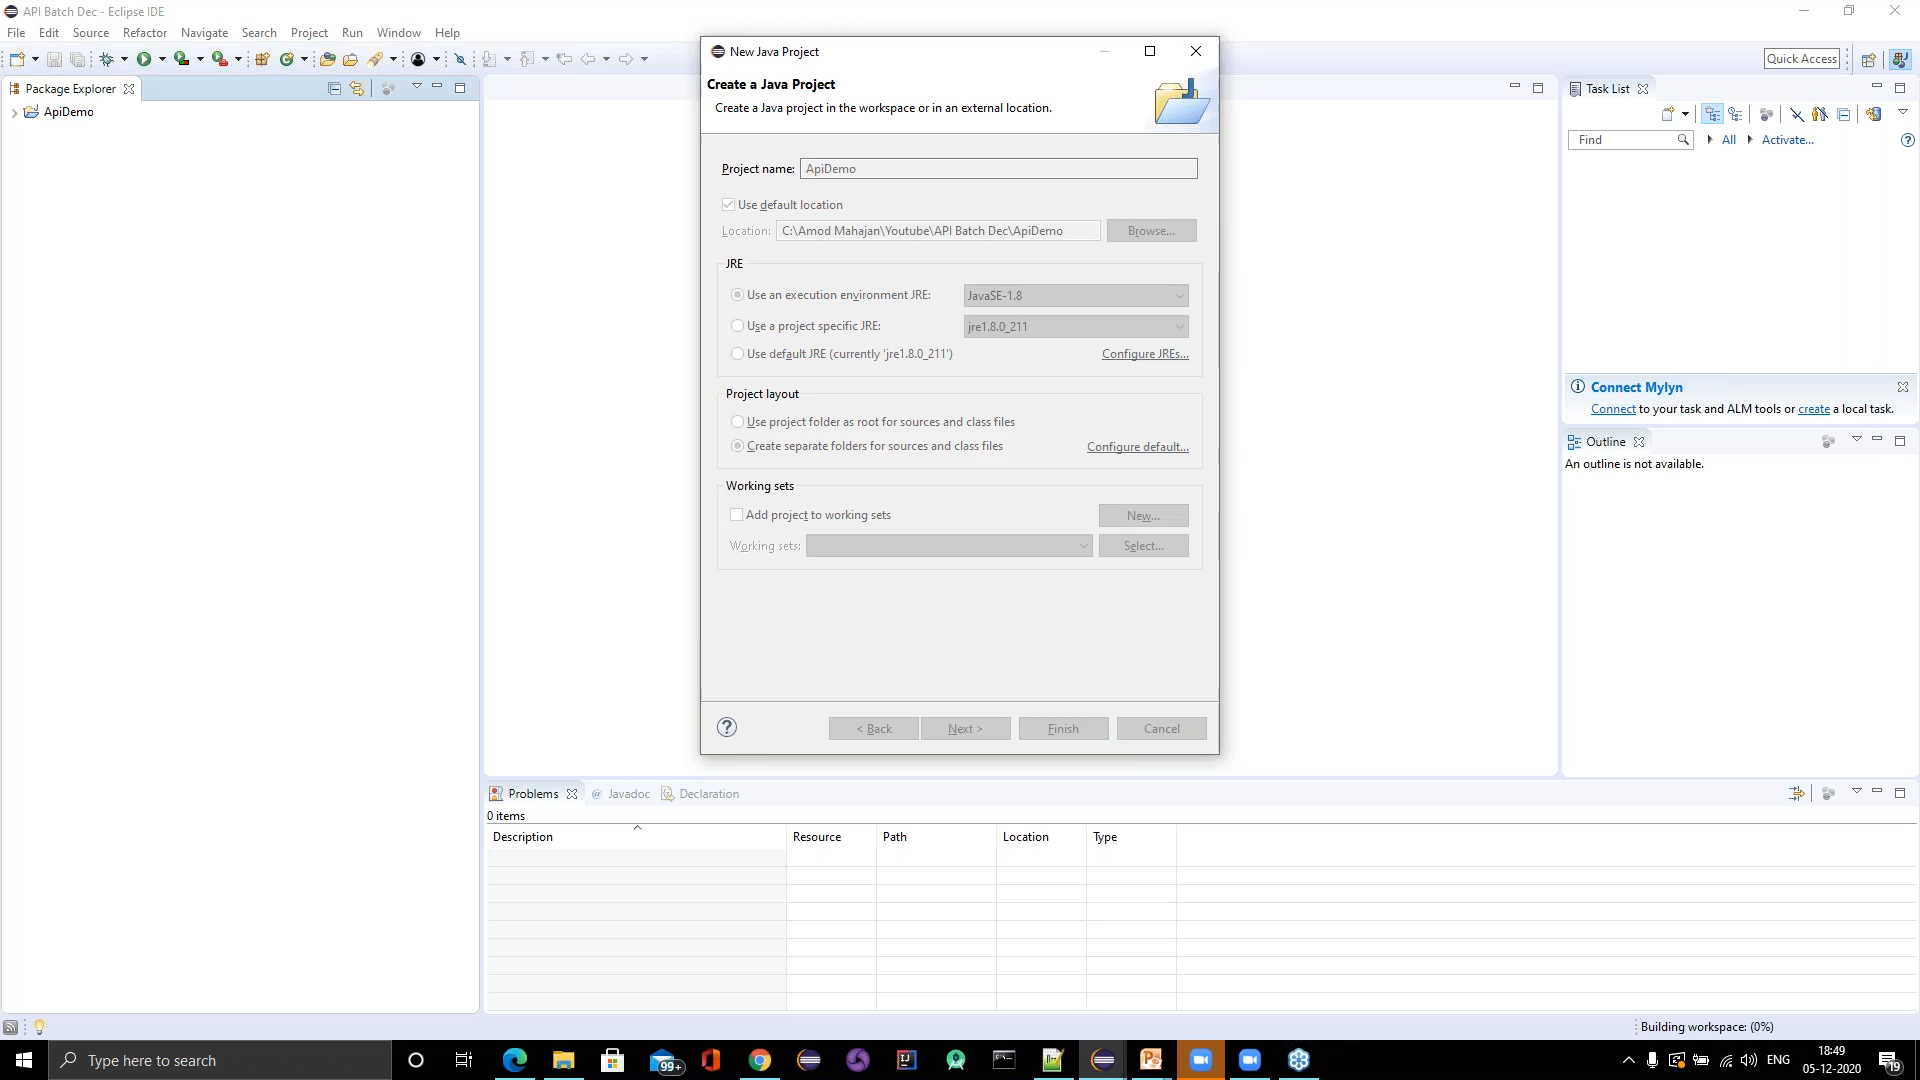 API Batch Dec - Eclipse IDE
File Edit Source Refactor Navigate Search Project Run Window Help
Quick Access
Package Explorer
ApiDemo
New Java Project
Create a Java Project
Create a Java project in the workspace or in an external location.
Project name: ApiDemo
Use default location
Location: C:\Amod Mahajan\Youtube\API Batch Dec\ApiDemo Browse...
JRE
Use an execution environment JRE: JavaSE-1.8
Use a project specific JRE: jre1.8.0_211
Use default JRE (currently 'jre1.8.0_211') Configure JREs...
Project layout
Use project folder as root for sources and class files
Create separate folders for sources and class files Configure default...
Working sets
Add project to working sets New...
Working sets: Select...
< Back Next > Finish Cancel
Task List
Find All Activate...
Connect Mylyn
Connect to your task and ALM tools or create a local task.
Outline
An outline is not available.
Problems Javadoc Declaration
0 items
Description Resource Path Location Type
Building workspace: (0%)
Type here to search
99+
ENG
18:49
05-12-2020
19